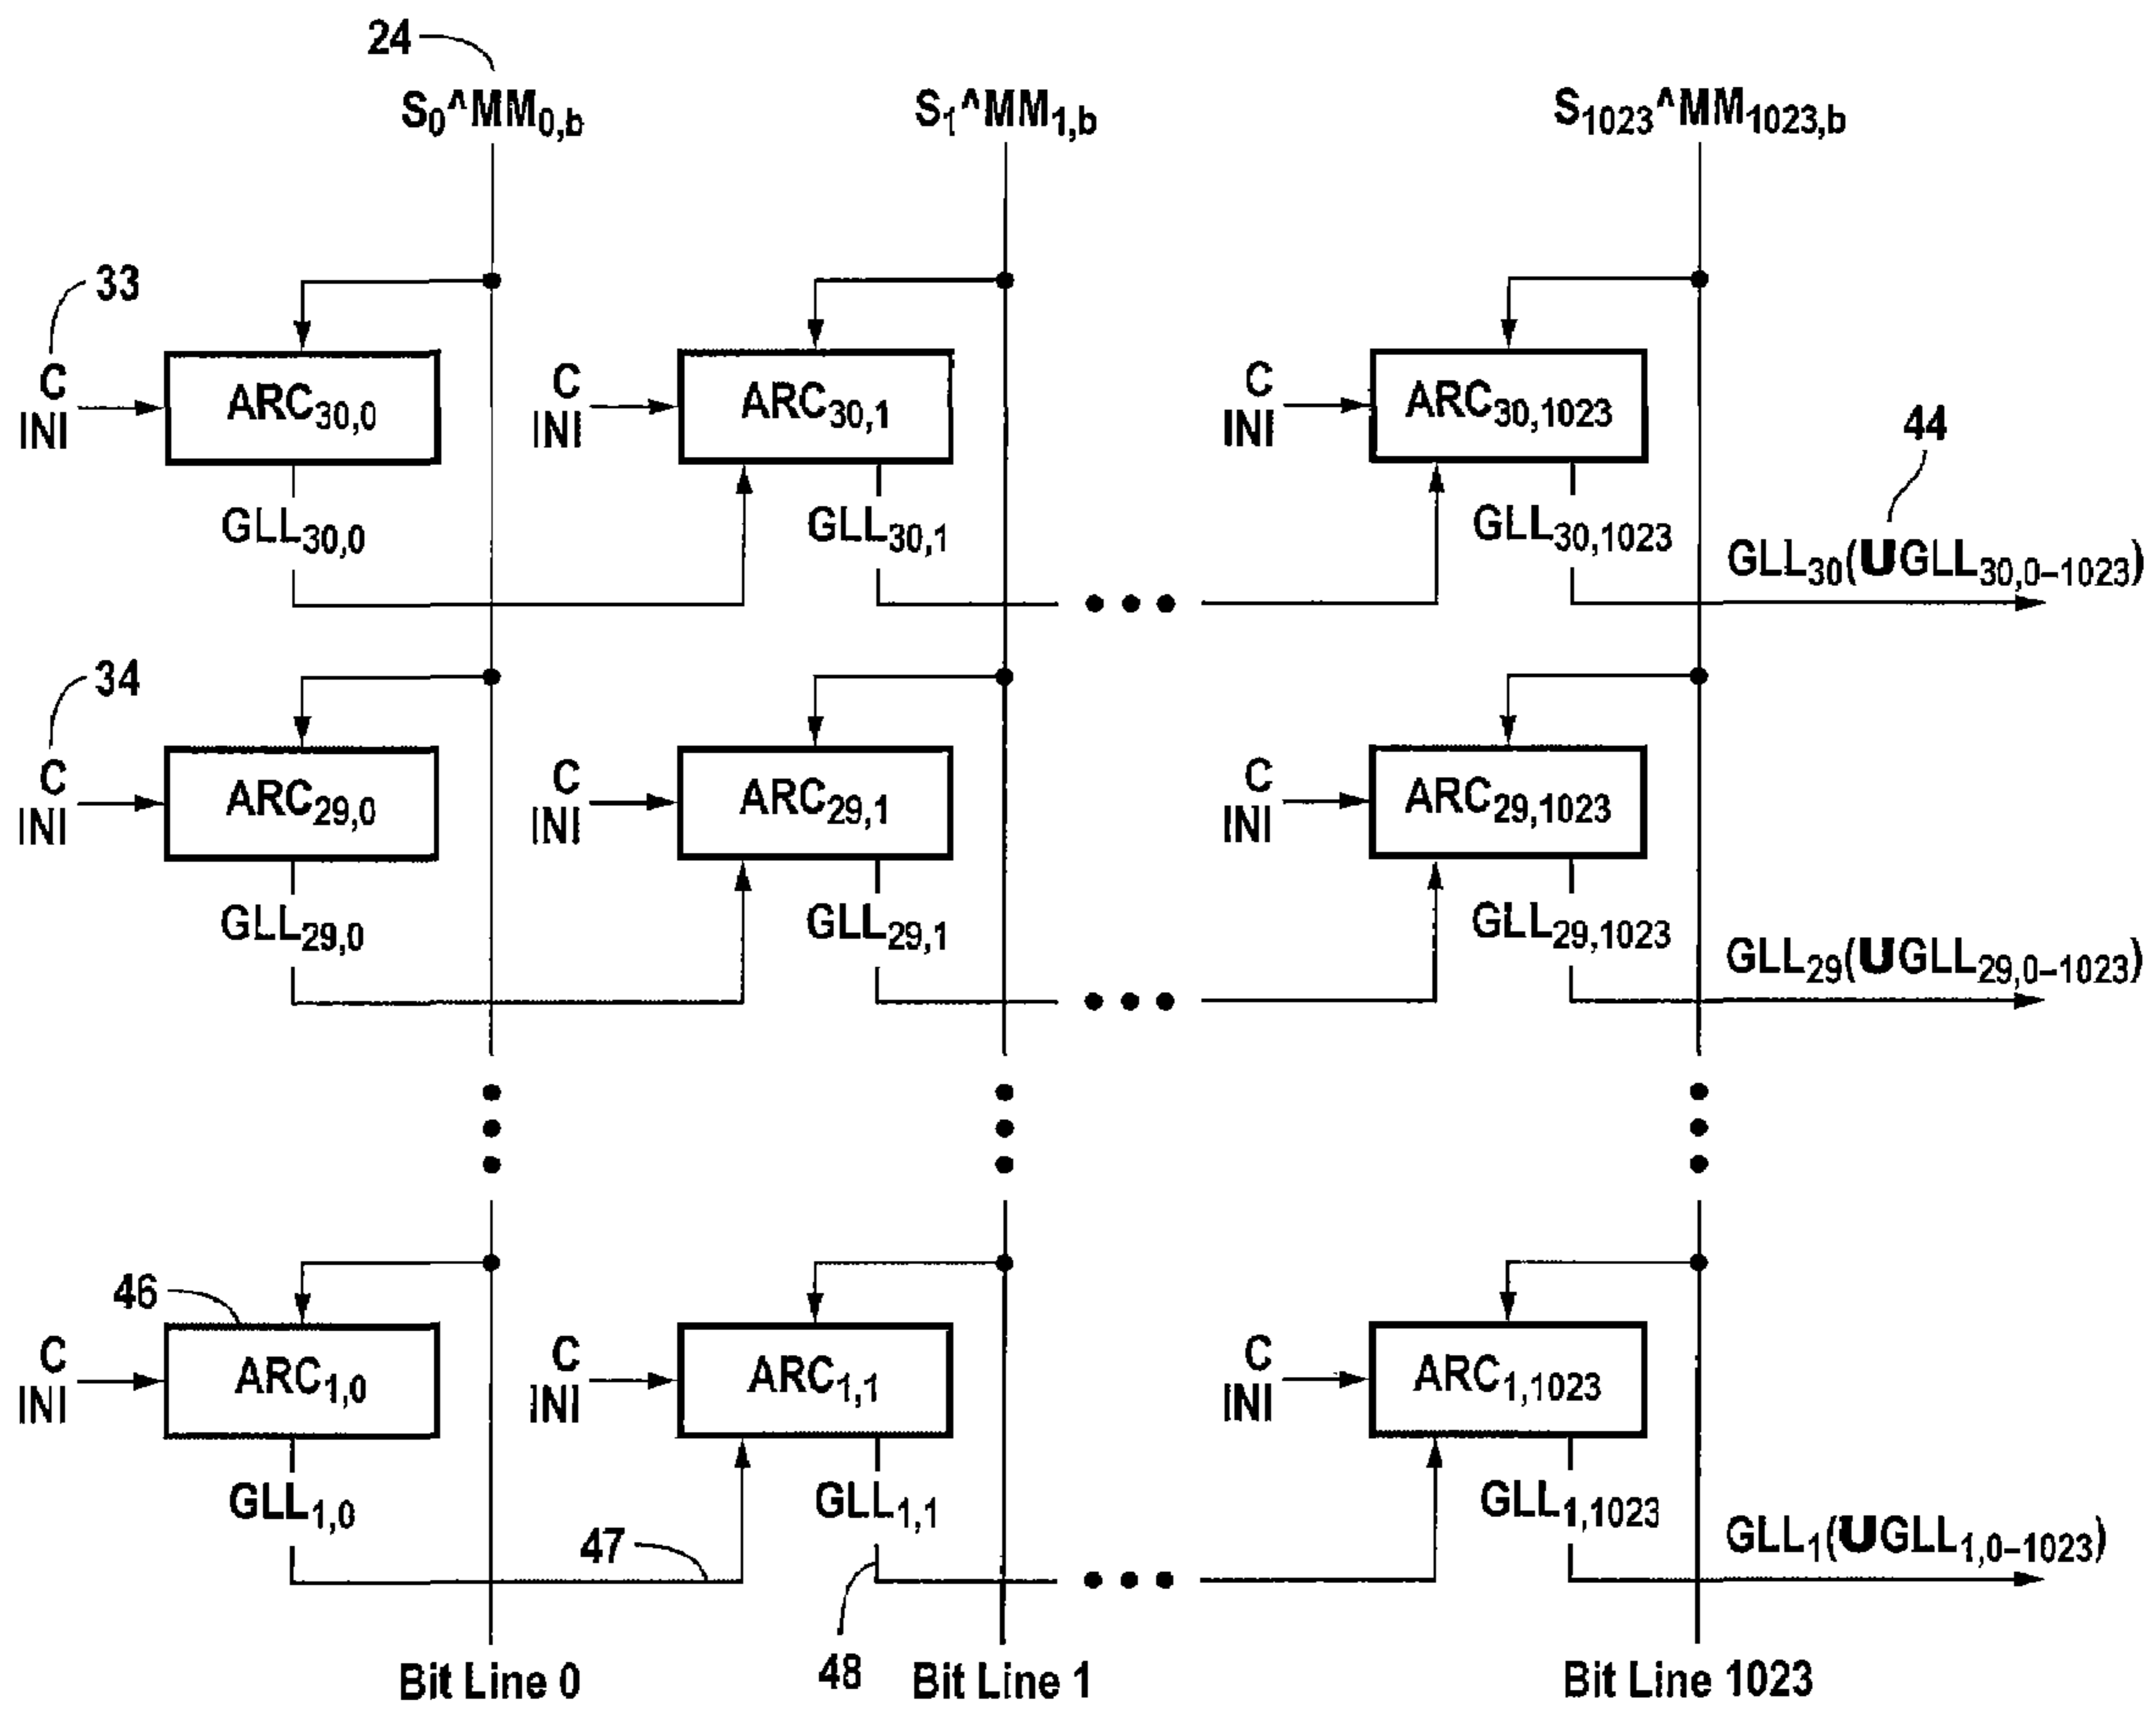 24
S₀^MM₀,b S₁^MM₁,b S₁₀₂₃^MM₁₀₂₃,b
33
C C C
INI INI INI
ARC₃₀,₀ ARC₃₀,₁ ARC₃₀,₁₀₂₃
44
GLL₃₀,₀ GLL₃₀,₁ GLL₃₀,₁₀₂₃
GLL₃₀(UGLL₃₀,₀₋₁₀₂₃)
34
C C C
INI INI INI
ARC₂₉,₀ ARC₂₉,₁ ARC₂₉,₁₀₂₃
GLL₂₉,₀ GLL₂₉,₁ GLL₂₉,₁₀₂₃
GLL₂₉(UGLL₂₉,₀₋₁₀₂₃)
46
C C C
INI INI INI
ARC₁,₀ ARC₁,₁ ARC₁,₁₀₂₃
GLL₁,₀ GLL₁,₁ GLL₁,₁₀₂₃
47 GLL₁(UGLL₁,₀₋₁₀₂₃)
48
Bit Line 0 Bit Line 1 Bit Line 1023